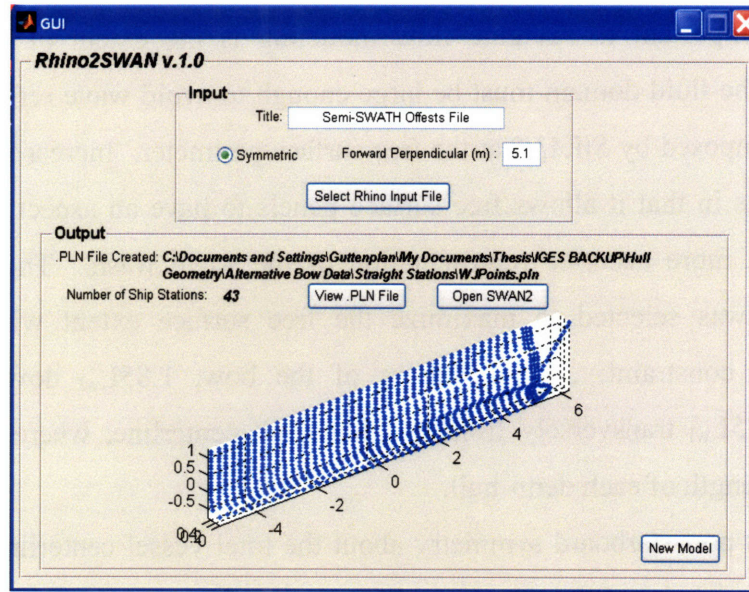 GUI
Rhino2SWAN v.1.0
Input
Title: Semi-SWATH Offests File
Symmetric Forward Perpendicular (m): 5.1
Select Rhino Input File
Output
.PLN File Created: C:\Documents and Settings\Guttenplan\My Documents\Thesis\IGES BACKUP\Hull
Geometry\Alternative Bow Data\Straight Stations\WJPoints.pln
Number of Ship Stations: 43 View .PLN File Open SWAN2
1
0.5
0
-0.5
-4
-2
0
2
4
6
New Model